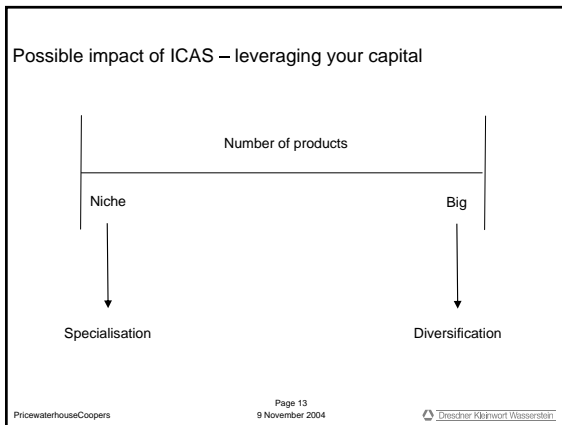 Possible impact of ICAS – leveraging your capital
Number of products
Niche
Big
Specialisation
Diversification
PricewaterhouseCoopers
Page 13
9 November 2004
Dresdner Kleinwort Wasserstein